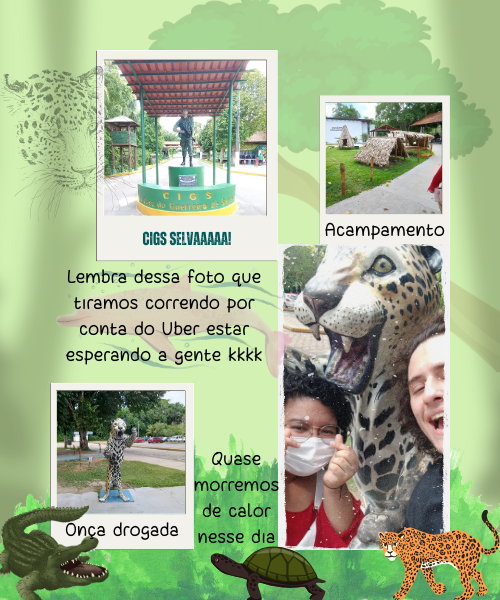 CIGS
CIGS SELVAAAAA!
Acampamento
Lembra dessa foto que
tiramos correndo por
conta do Uber estar
esperando a gente kkkk
Quase
morremos
de calor
nesse dia
Onça drogada